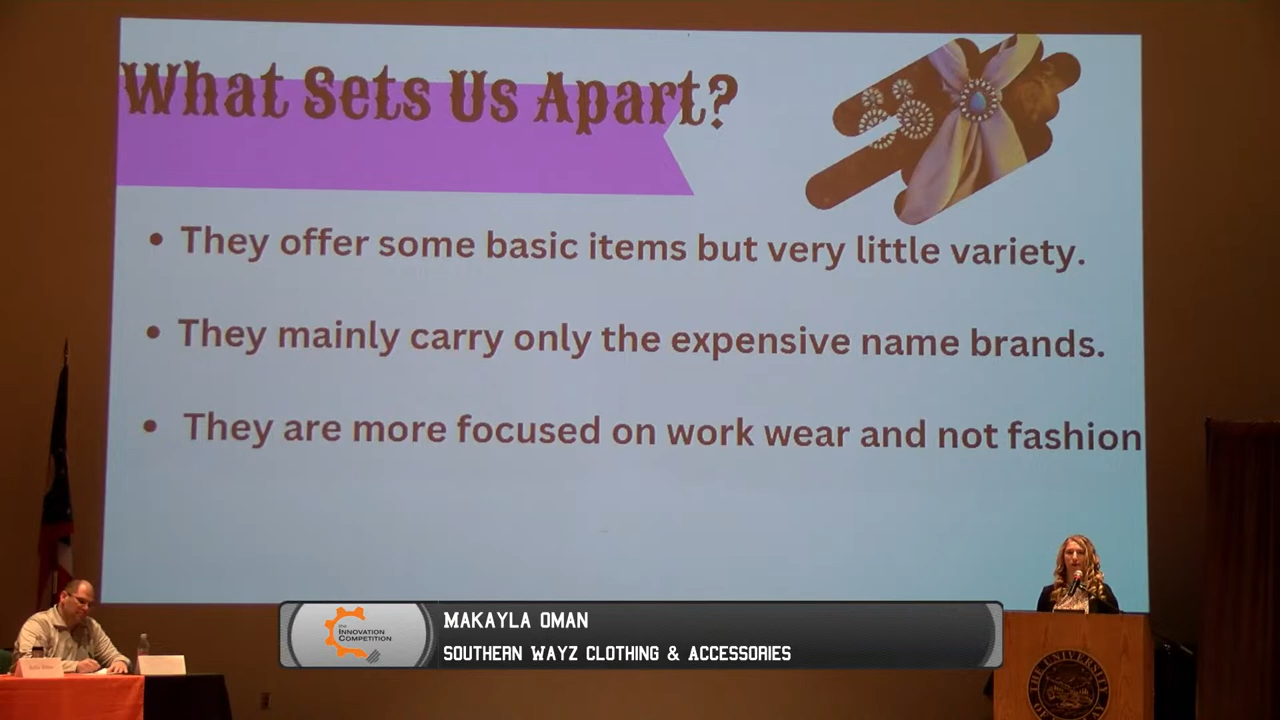 What Sets Us Apart?
• They offer some basic items but very little variety.
• They mainly carry only the expensive name brands.
• They are more focused on work wear and not fashion
the
INNOVATION
COMPETITION
MAKAYLA OMAN
SOUTHERN WAYZ CLOTHING & ACCESSORIES
THE UNIVERSITY